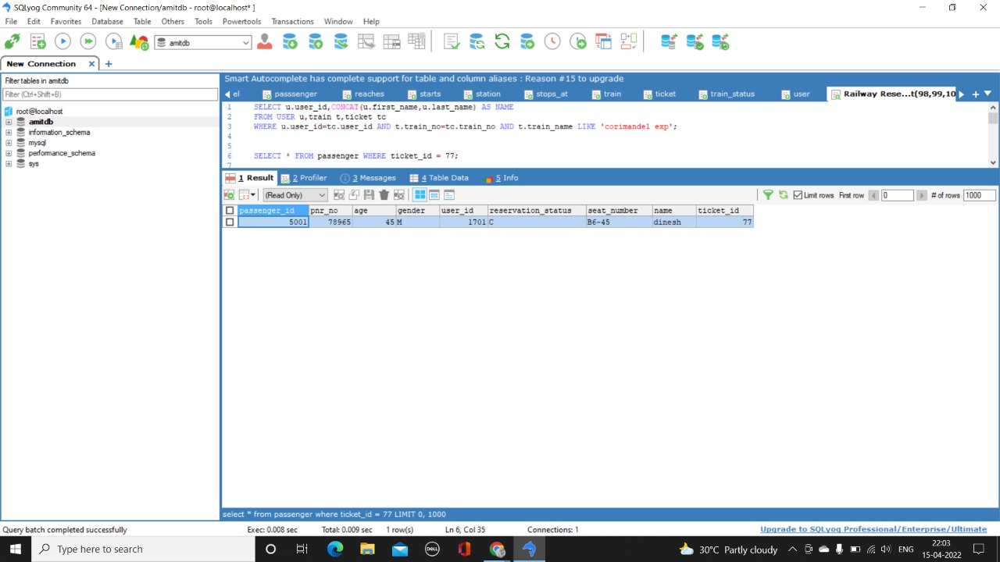 SQLyog Community 64 - [New Connection/amitdb - root@localhost* ]
File Edit Favorites Database Table Others Tools Powertools Transactions Window Help
amitdb
New Connection
Filter tables in amitdb
Filter (Ctrl+Shift+B)
root@localhost
amitdb
information_schema
mysql
performance_schema
sys
Smart Autocomplete has complete support for table and column aliases : Reason #15 to upgrade
el passsenger reaches starts station stops_at train ticket train_status user Railway Rese...t(98,99,10
1 SELECT u.user_id,CONCAT(u.first_name,u.last_name) AS NAME
2 FROM USER u,train t,ticket tc
3 WHERE u.user_id=tc.user_id AND t.train_no=tc.train_no AND t.train_name LIKE 'corimandel exp';
4
5
6 SELECT * FROM passenger WHERE ticket_id = 77;
7
1 Result 2 Profiler 3 Messages 4 Table Data 5 Info
(Read Only) Limit rows First row 0 # of rows 1000
passenger_id pnr_no age gender user_id reservation_status seat_number name ticket_id
5001 78965 45 M 1701 C B6-45 dinesh 77
select * from passenger where ticket_id = 77 LIMIT 0, 1000
Query batch completed successfully Exec: 0.008 sec Total: 0.009 sec 1 row(s) Ln 6, Col 35 Connections: 1 Upgrade to SQLyog Professional/Enterprise/Ultimate
Type here to search
DELL
30°C Partly cloudy
ENG
22:03
15-04-2022